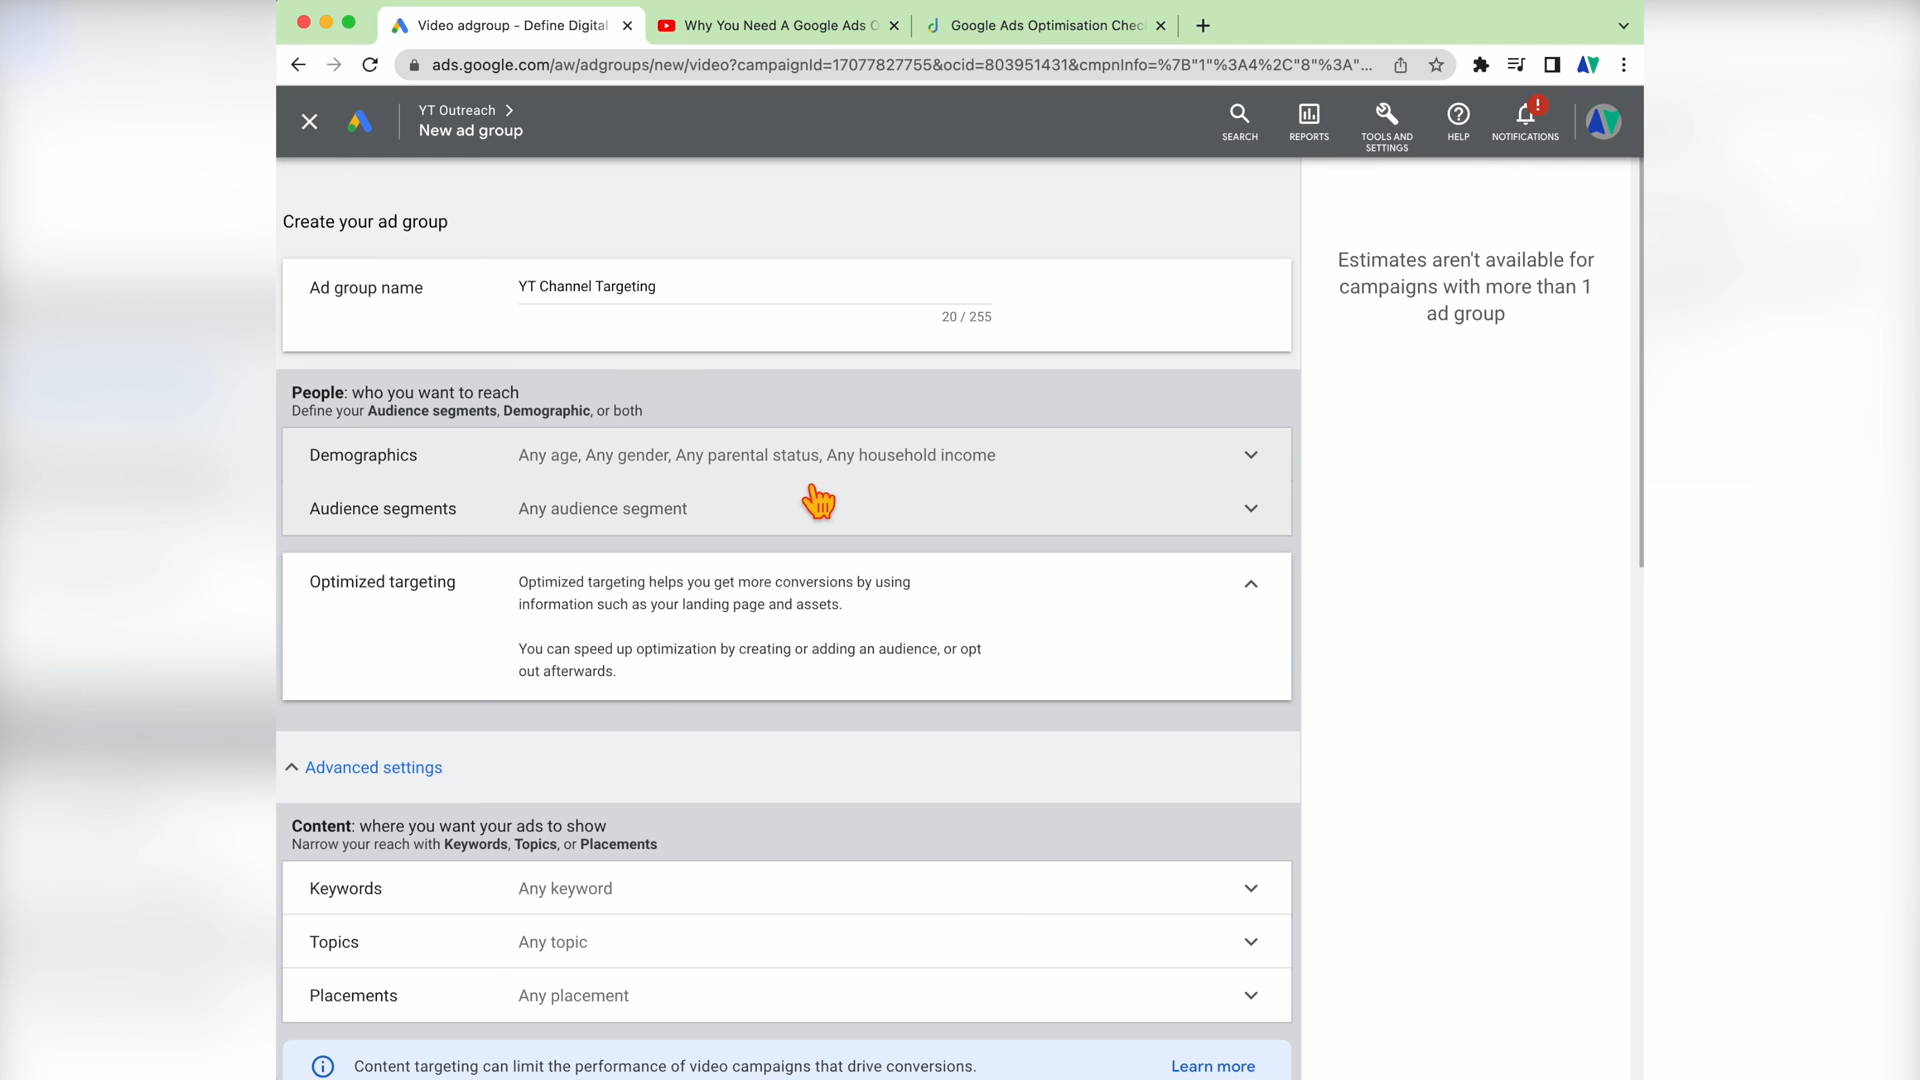 Video adgroup - Define Digital
Why You Need A Google Ads O
Google Ads Optimisation Chec
ads.google.com/aw/adgroups/new/video?campaignId=17077827755&ocid=803951431&cmpnInfo=%7B"1"%3A4%2C"8"%3A"...
YT Outreach
New ad group
SEARCH
REPORTS
TOOLS AND
SETTINGS
HELP
!
NOTIFICATIONS
Create your ad group
Ad group name
YT Channel Targeting
20 / 255
Estimates aren't available for
campaigns with more than 1
ad group
People: who you want to reach
Define your Audience segments, Demographic, or both
Demographics
Any age, Any gender, Any parental status, Any household income
Audience segments
Any audience segment
Optimized targeting
Optimized targeting helps you get more conversions by using
information such as your landing page and assets.
You can speed up optimization by creating or adding an audience, or opt
out afterwards.
Advanced settings
Content: where you want your ads to show
Narrow your reach with Keywords, Topics, or Placements
Keywords
Any keyword
Topics
Any topic
Placements
Any placement
Content targeting can limit the performance of video campaigns that drive conversions.
Learn more